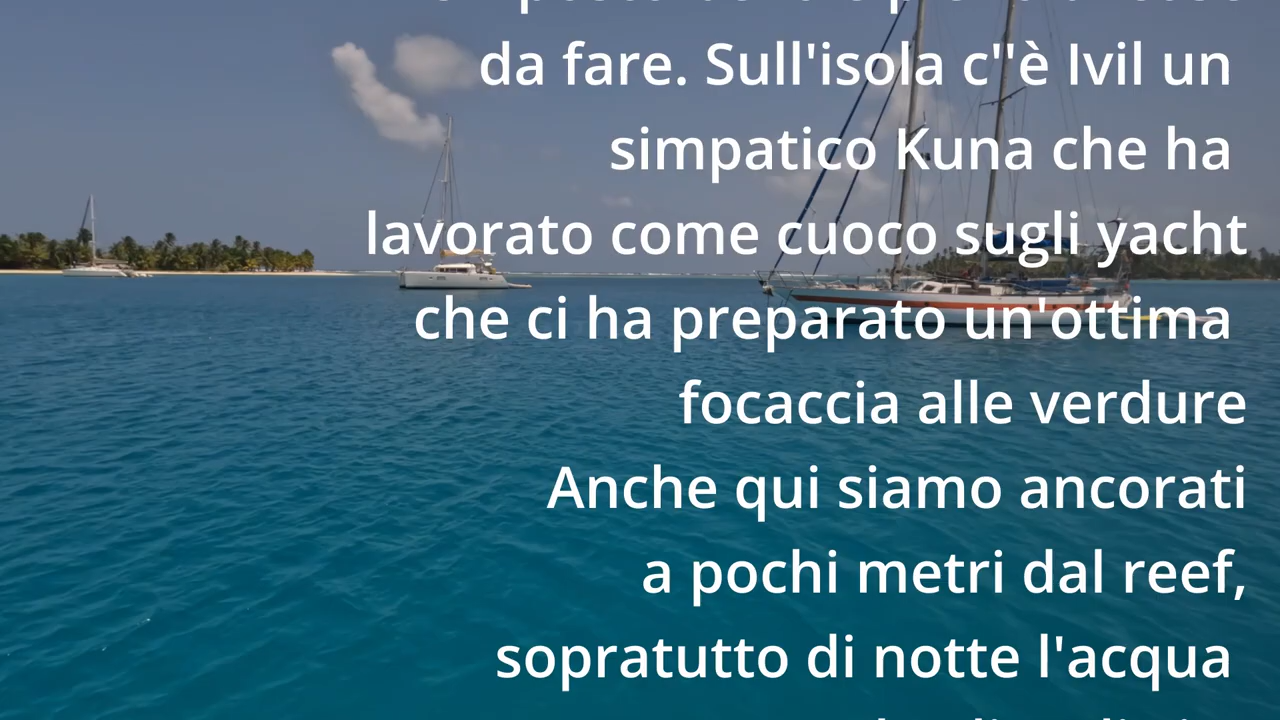 da fare. Sull'isola c"è Ivil un
simpatico Kuna che ha
lavorato come cuoco sugli yacht
che ci ha preparato un'ottima
focaccia alle verdure
Anche qui siamo ancorati
a pochi metri dal reef,
sopratutto di notte l'acqua